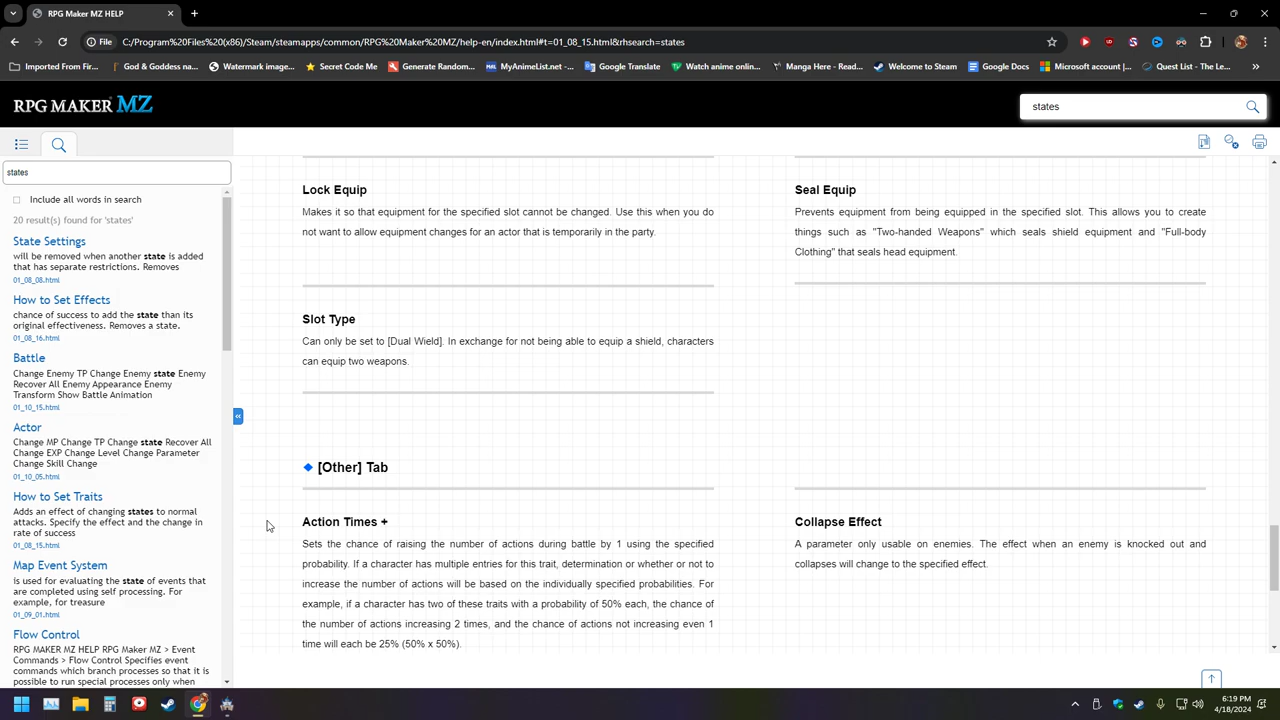 RPG Maker MZ HELP
File
C:/Program%20Files%20(x86)/Steam/steamapps/common/RPG%20Maker%20MZ/help-en/index.html#t=01_08_15.html&rhsearch=states
Imported From Fir...
God & Goddess na...
Watermark image...
Secret Code Me
Generate Random...
MyAnimeList.net -...
Google Translate
Watch anime onlin...
Manga Here - Read...
Welcome to Steam
Google Docs
Microsoft account |...
Quest List - The Le...
RPG MAKER MZ
states
states
Include all words in search
20 result(s) found for 'states'
State Settings
will be removed when another state is added
that has separate restrictions. Removes
01_08_08.html
How to Set Effects
chance of success to add the state than its
original effectiveness. Removes a state,
01_08_16.html
Battle
Change Enemy TP Change Enemy state Enemy
Recover All Enemy Appearance Enemy
Transform Show Battle Animation
01_10_15.html
Actor
Change MP Change TP Change state Recover All
Change EXP Change Level Change Parameter
Change Skill Change
01_10_05.html
How to Set Traits
Adds an effect of changing states to normal
attacks. Specify the effect and the change in
rate of success
01_08_15.html
Map Event System
is used for evaluating the state of events that
are completed using self processing. For
example, for treasure
01_09_01.html
Flow Control
RPG MAKER MZ HELP RPG Maker MZ > Event
Commands > Flow Control Specifies event
commands which branch processes so that it is
possible to run special processes only when
Lock Equip
Makes it so that equipment for the specified slot cannot be changed. Use this when you do
not want to allow equipment changes for an actor that is temporarily in the party.
Seal Equip
Prevents equipment from being equipped in the specified slot. This allows you to create
things such as "Two-handed Weapons" which seals shield equipment and "Full-body
Clothing" that seals head equipment.
Slot Type
Can only be set to [Dual Wield]. In exchange for not being able to equip a shield, characters
can equip two weapons.
[Other] Tab
Action Times +
Sets the chance of raising the number of actions during battle by 1 using the specified
probability. If a character has multiple entries for this trait, determination or whether or not to
increase the number of actions will be based on the individually specified probabilities. For
example, if a character has two of these traits with a probability of 50% each, the chance of
the number of actions increasing 2 times, and the chance of actions not increasing even 1
time will each be 25% (50% x 50%).
Collapse Effect
A parameter only usable on enemies. The effect when an enemy is knocked out and
collapses will change to the specified effect.
6:19 PM
4/18/2024